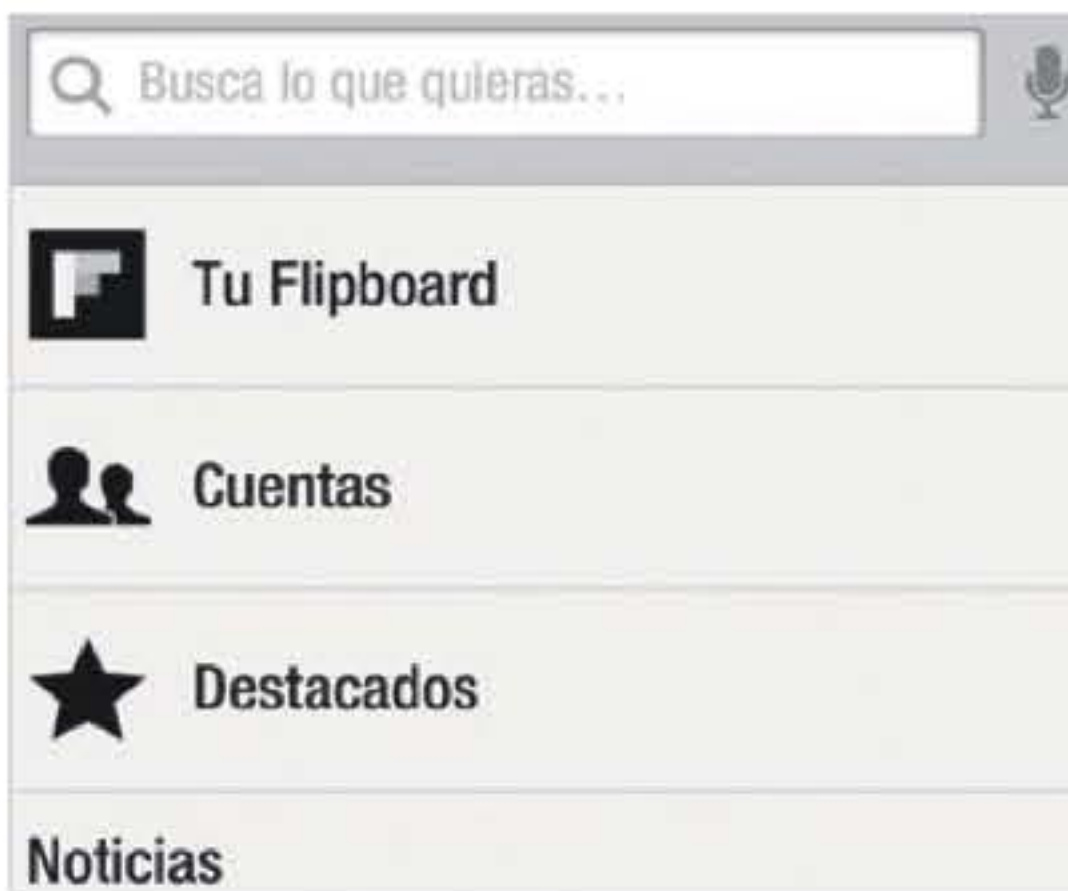 Busca lo que quieras...
Tu Flipboard
Cuentas
Destacados
Noticias